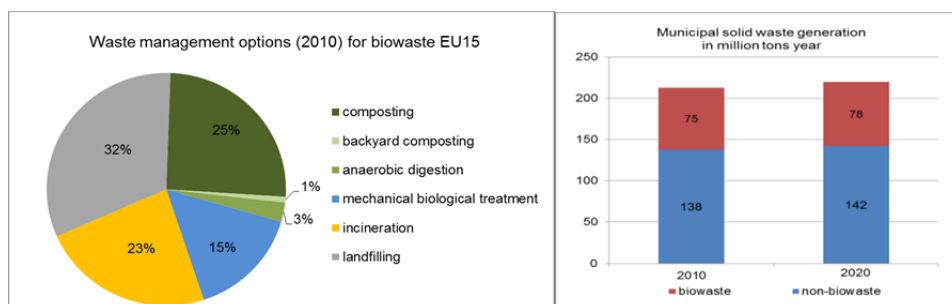 Waste management options (2010) for biowaste EU15
25%
1%
3%
15%
23%
32%
composting
backyard composting
anaerobic digestion
mechanical biological treatment
incineration
landfilling
Municipal solid waste generation
in million tons year
250
200
150
100
50
0
75
138
78
142
2010
2020
biowaste
non-biowaste